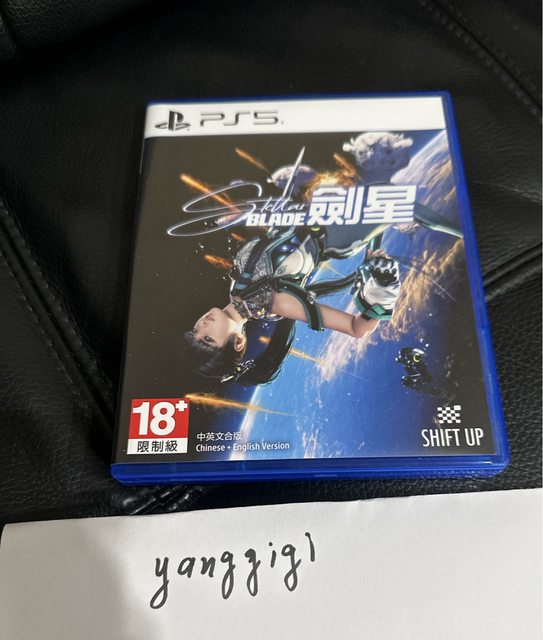 PS5
Stellar
BLADE 劍星
18+
限制級
中英文合版
Chinese + English Version
SHIFT UP
yanggigi